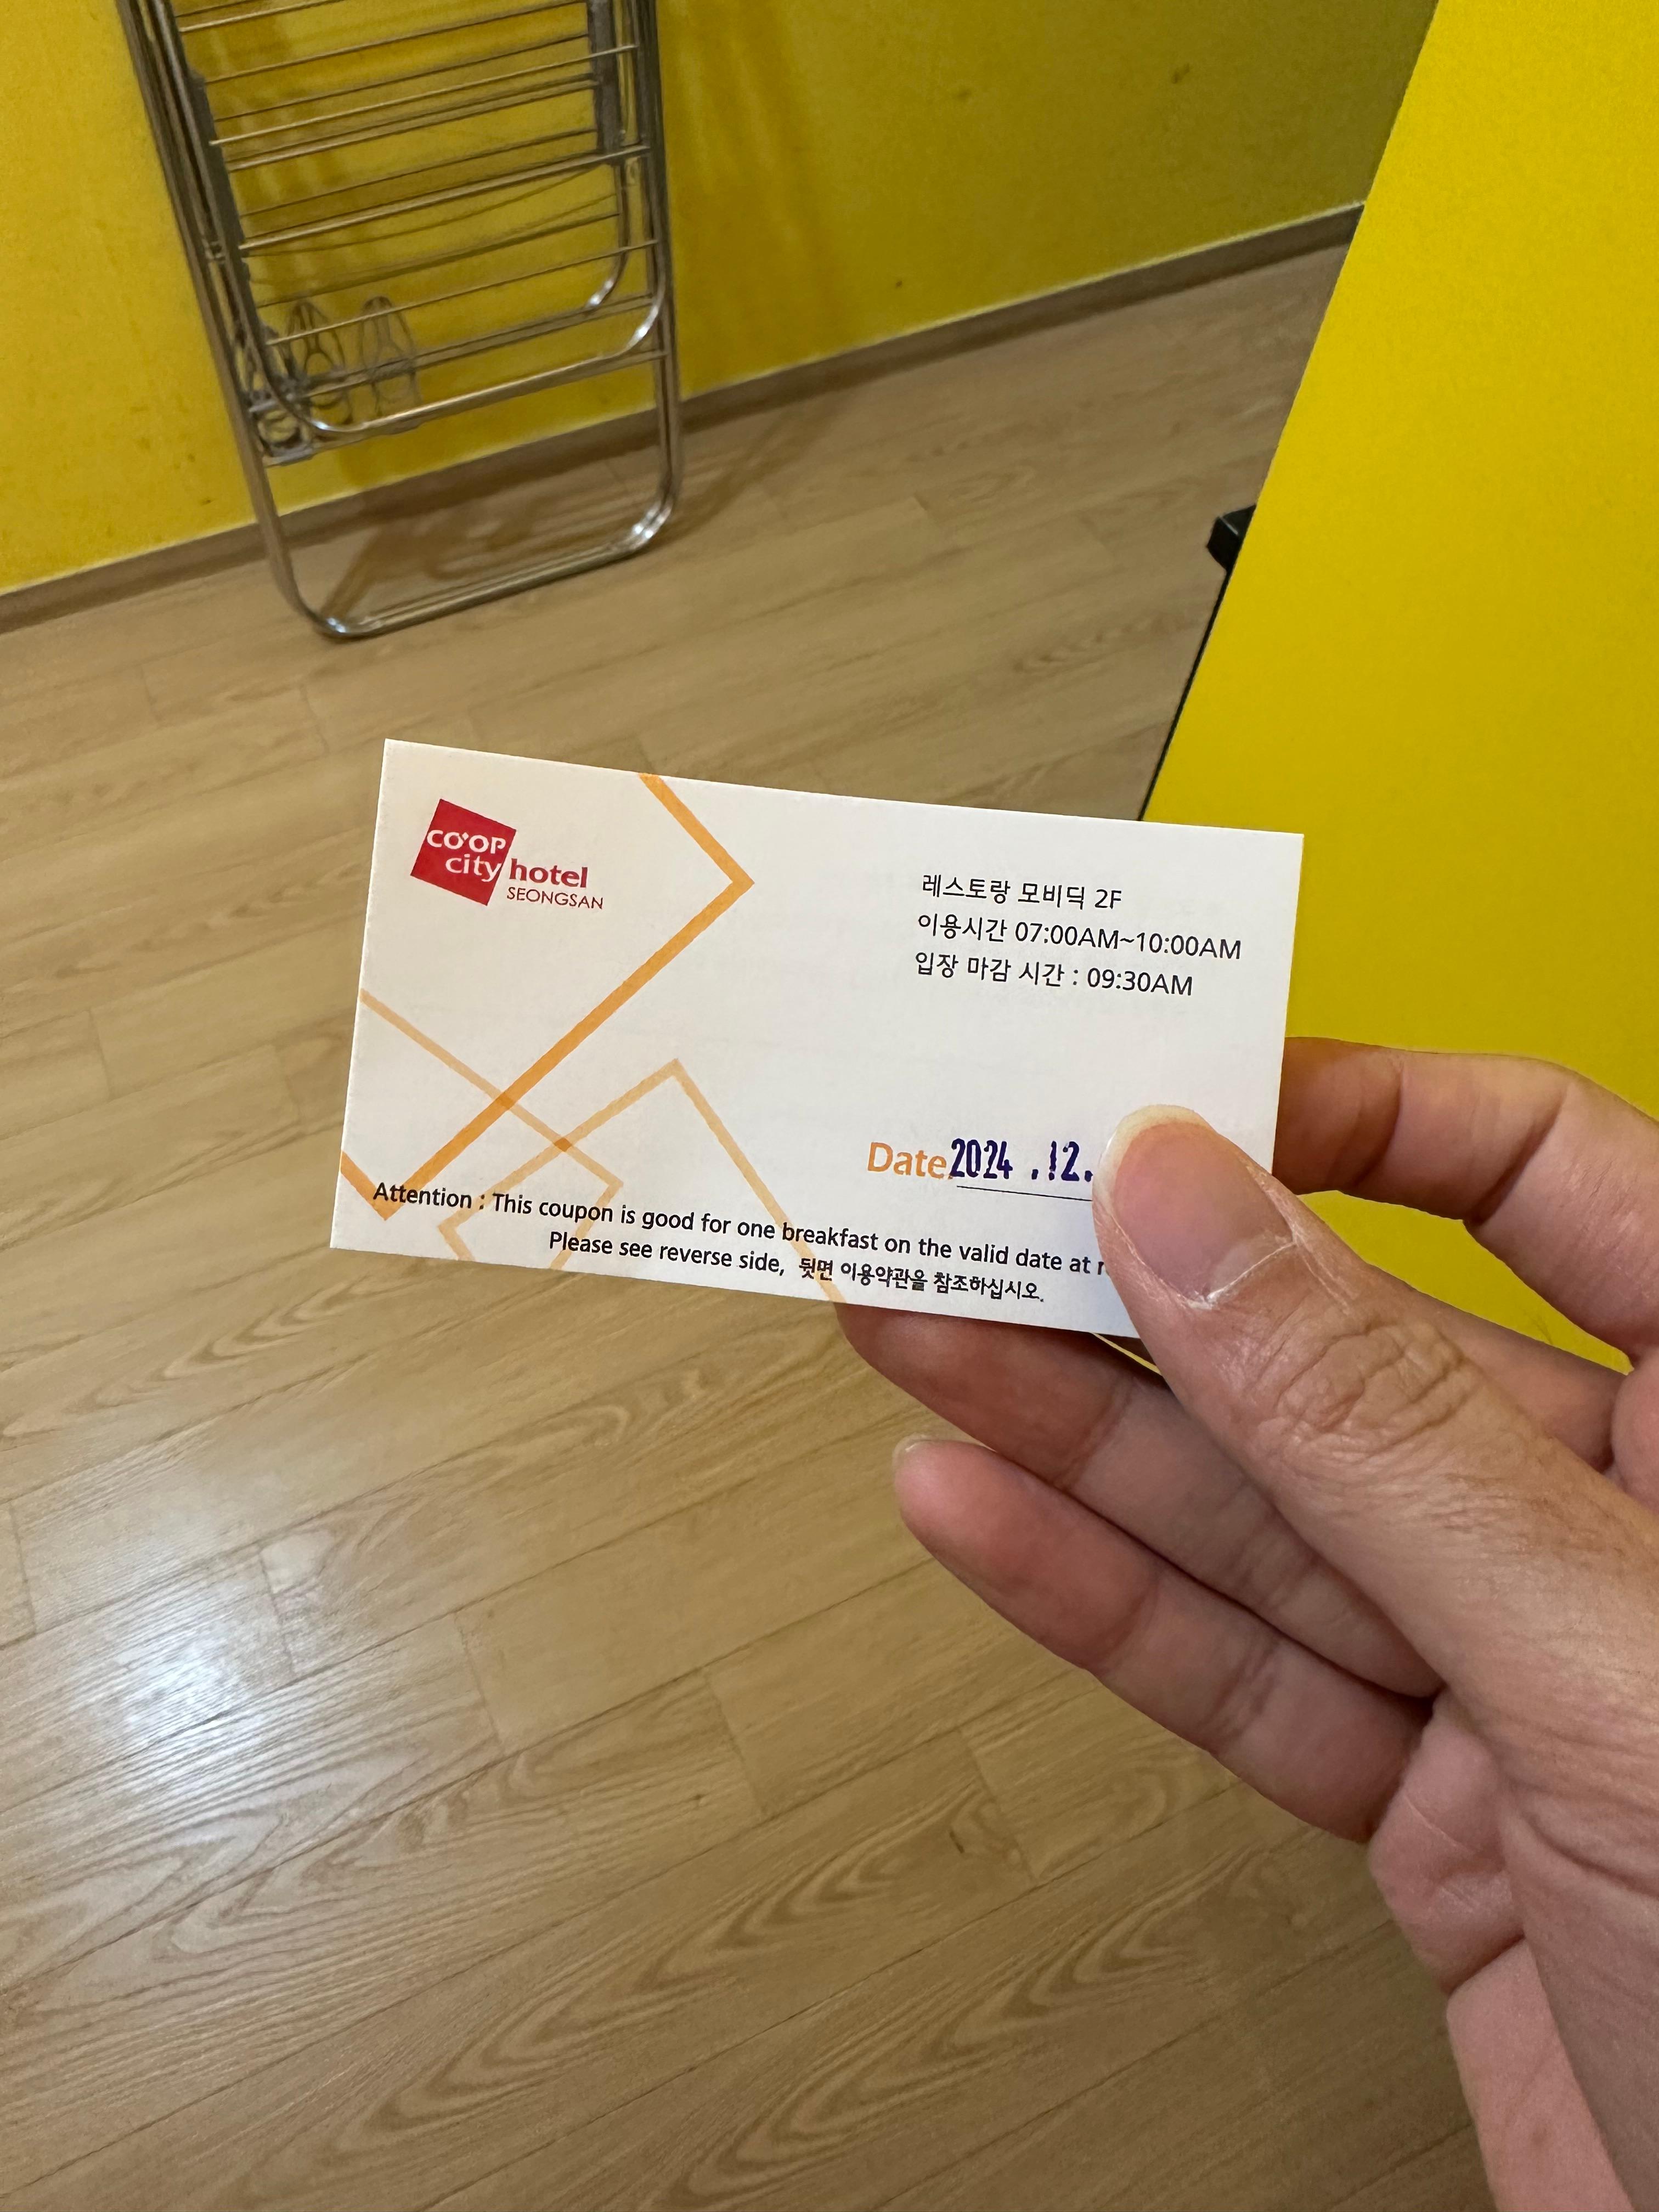 CO'OP
city hotel
SEONGSAN
레스토랑 모비딕 2F
이용시간 07:00AM~10:00AM
입장 마감 시간 : 09:30AM
Date 2024 .12.
Attention : This coupon is good for one breakfast on the valid date at
Please see reverse side, 뒷면 이용약관을 참조하십시오.